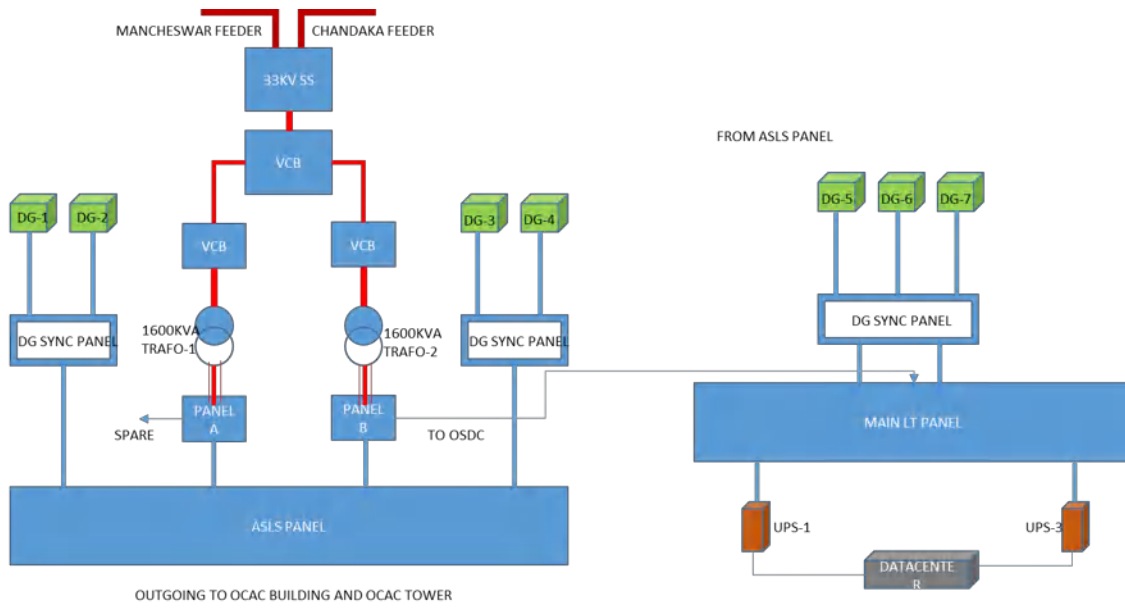 MANCHESWAR FEEDER
CHANDAKA FEEDER
33KV SS
VCB
FROM ASLS PANEL
DG-1
DG-2
VCB
VCB
DG-3
DG-4
DG-5
DG-6
DG-7
DG SYNC PANEL
1600KVA
TRAFO-1
1600KVA
TRAFO-2
DG SYNC PANEL
DG SYNC PANEL
SPARE
PANEL
A
PANEL
B
TO OSDC
MAIN LT PANEL
ASLS PANEL
UPS-1
UPS-3
DATACENTE
R
OUTGOING TO OCAC BUILDING AND OCAC TOWER